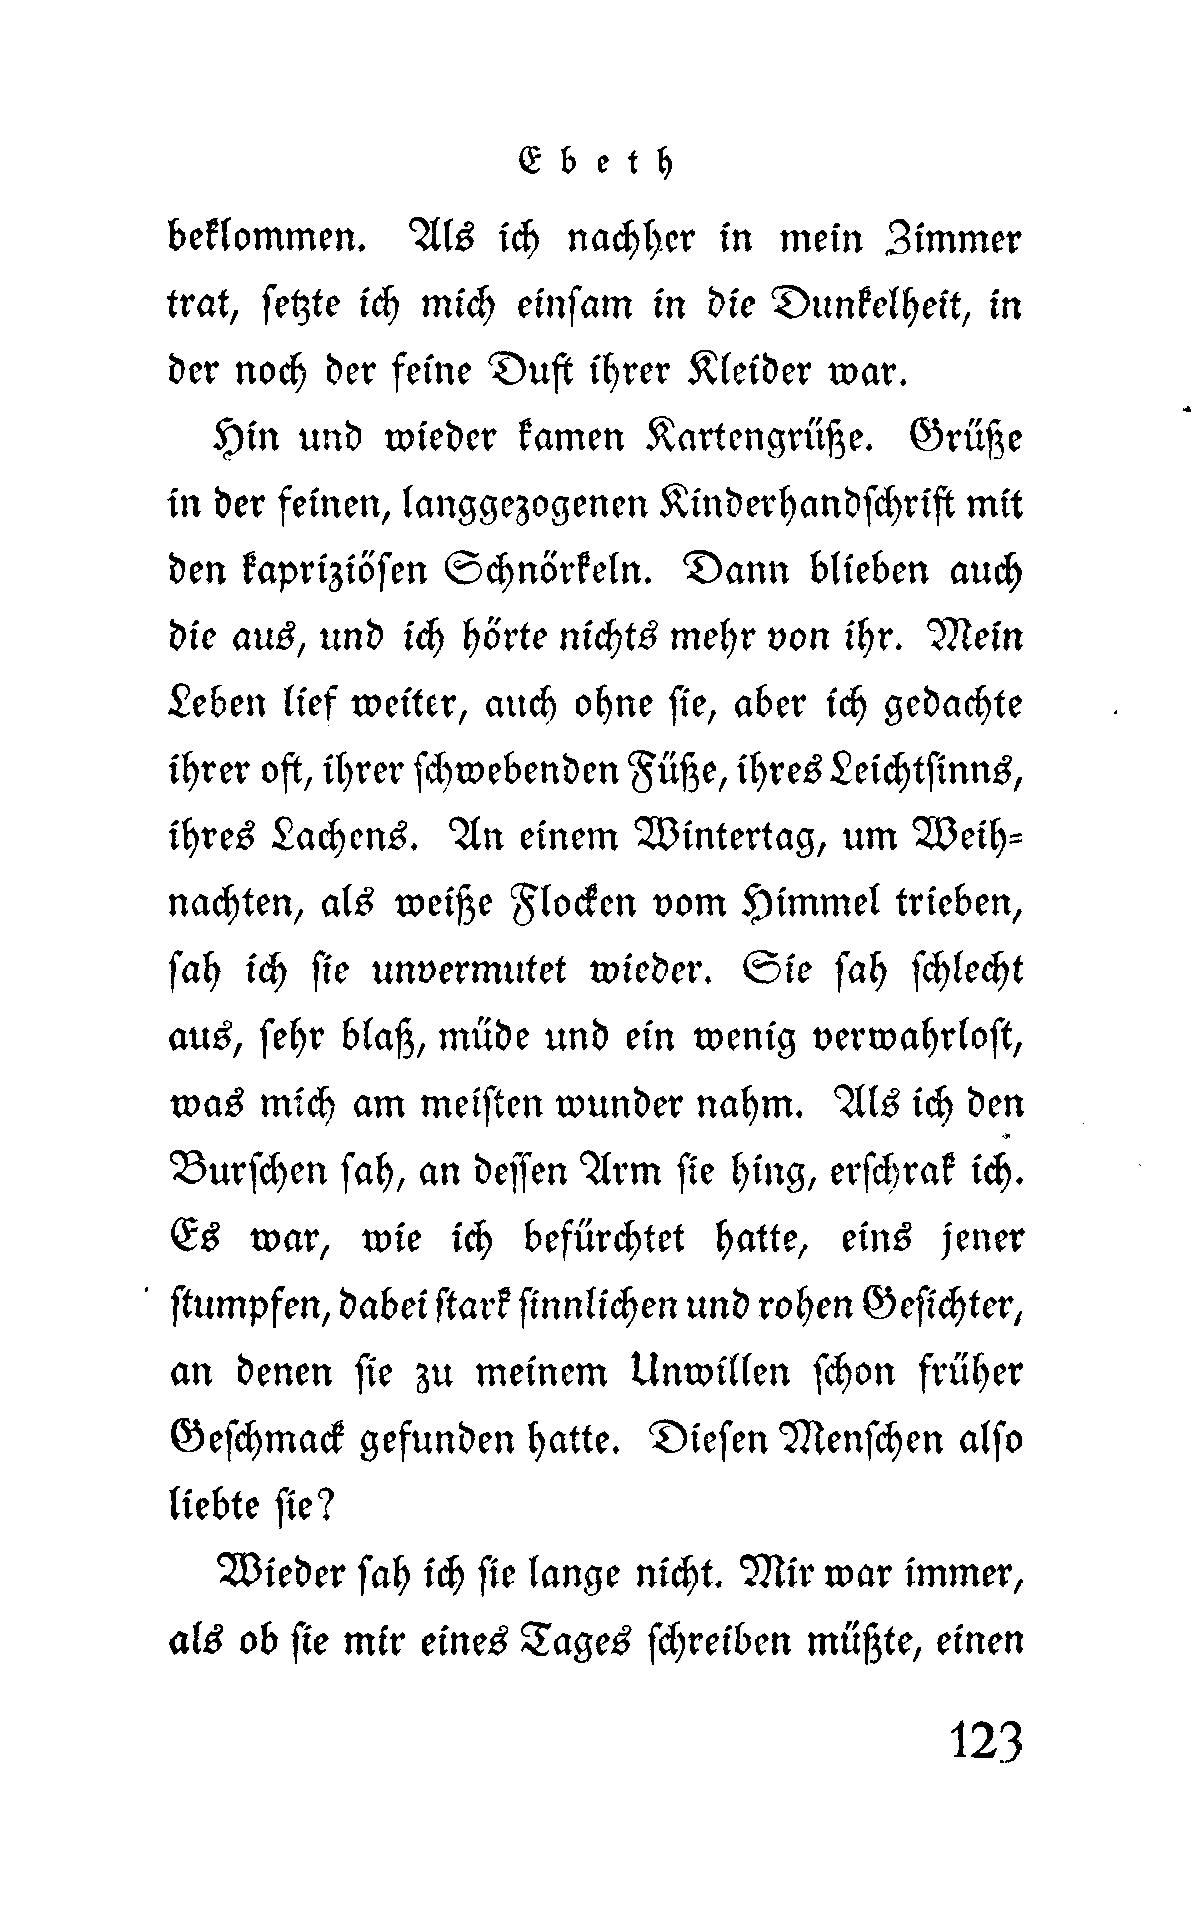 Ebeth
beklommen. Als ich nachher in mein Zimmer
trat, setzte ich mich einsam in die Dunkelheit, in
der noch der feine Duft ihrer Kleider war.
Hin und wieder kamen Kartengrüße. Grüße
in der feinen, langgezogenen Kinderhandschrift mit
den kapriziösen Schnörkeln. Dann blieben auch
die aus, und ich hörte nichts mehr von ihr. Mein
Leben lief weiter, auch ohne sie, aber ich gedachte
ihrer oft, ihrer schwebenden Füße, ihres Leichtsinns,
ihres Lachens. An einem Wintertag, um Weih-
nachten, als weiße Flocken vom Himmel trieben,
sah ich sie unvermutet wieder. Sie sah schlecht
aus, sehr blaß, müde und ein wenig verwahrlost,
was mich am meisten wunder nahm. Als ich den
Burschen sah, an dessen Arm sie hing, erschrak ich.
Es war, wie ich befürchtet hatte, eins jener
stumpfen, dabei stark sinnlichen und rohen Gesichter,
an denen sie zu meinem Unwillen schon früher
Geschmack gefunden hatte. Diesen Menschen also
liebte sie?
Wieder sah ich sie lange nicht. Mir war immer,
als ob sie mir eines Tages schreiben müßte, einen
123